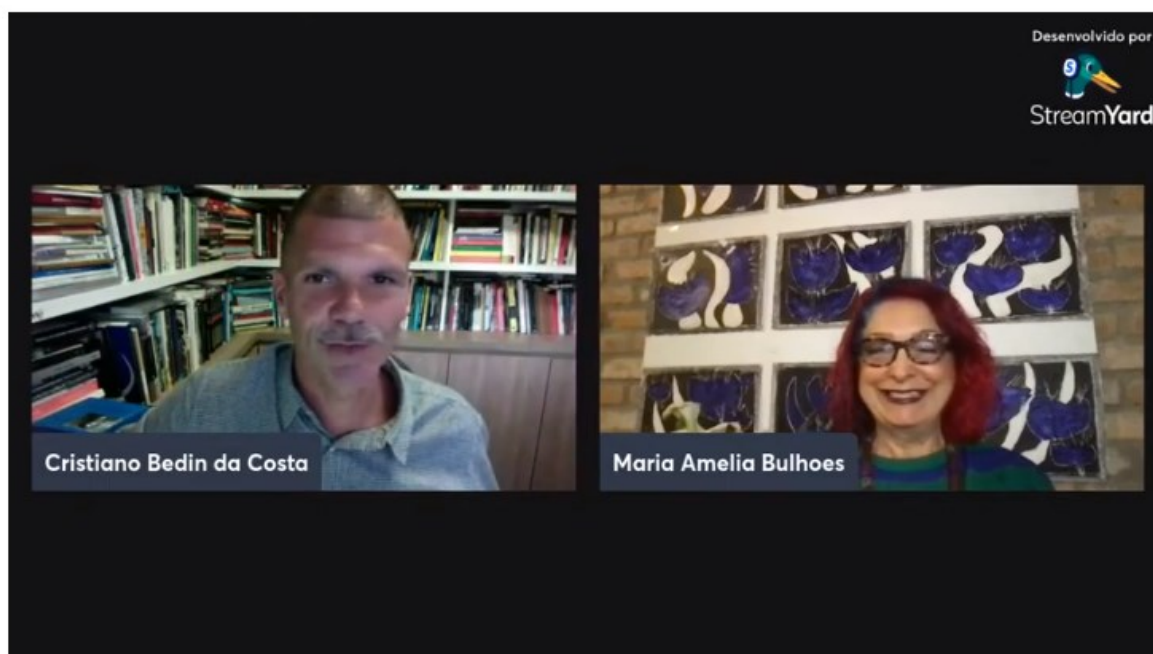 Desenvolvido por
S
StreamYard
Cristiano Bedin da Costa
Maria Amelia Bulhoes